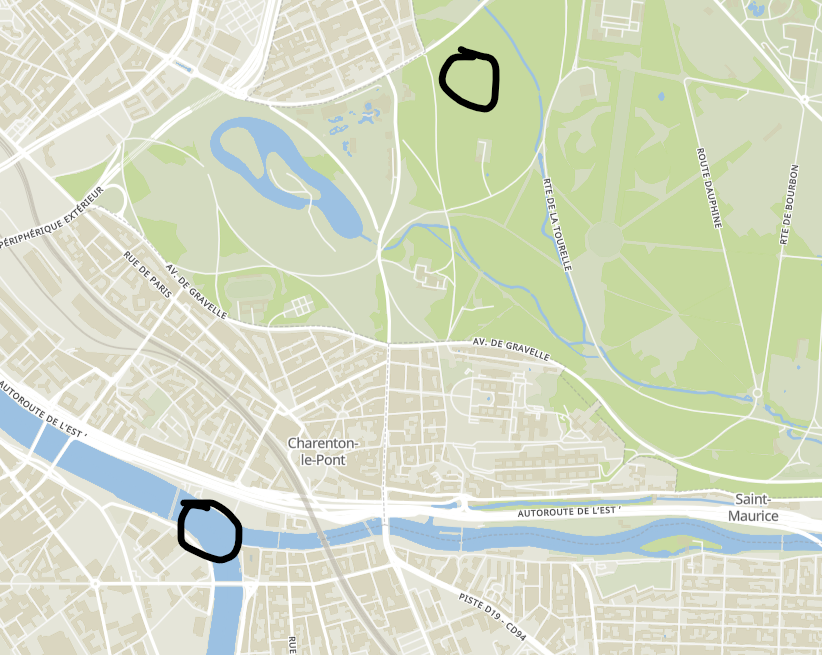 PÉRIPHÉRIQUE EXTÉRIEUR
RUE DE PARIS
AV. DE GRAVELLE
RTE DE LA TOURELLE
ROUTE DAUPHINE
RTE DE BOURBON
AV. DE GRAVELLE
AUTOROUTE DE L'EST '
Charenton-
le-Pont
AUTOROUTE DE L'EST '
Saint-
Maurice
PISTE D19 - CD94
RUE